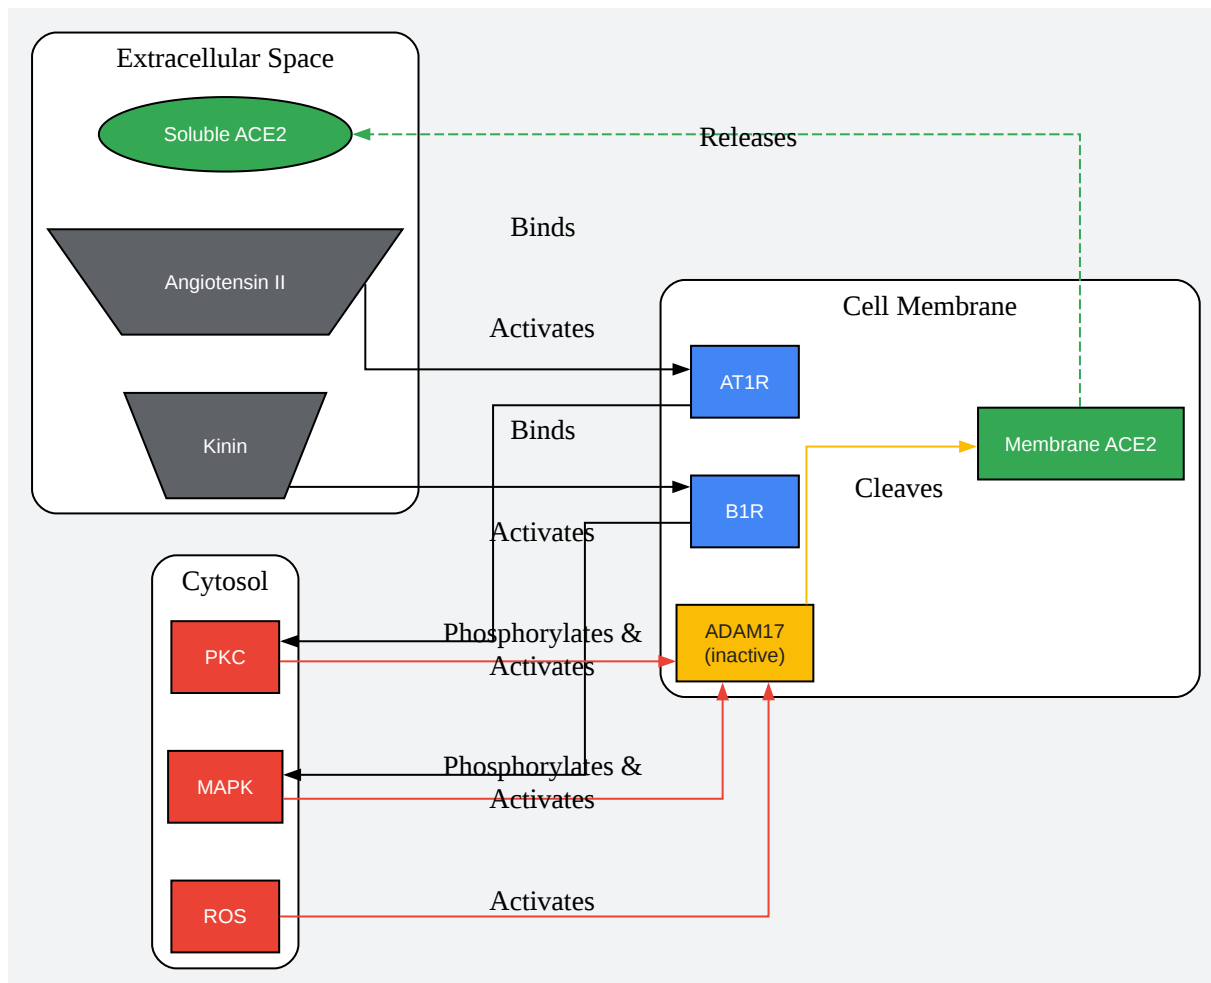 Extracellular Space
Soluble ACE2
Releases
Binds
Angiotensin II
Cell Membrane
Activates
AT1R
Binds
Kinin
Membrane ACE2
Cleaves
B1R
Activates
Cytosol
Phosphorylates &
Activates
ADAM17
(inactive)
PKC
Phosphorylates &
Activates
MAPK
Activates
ROS